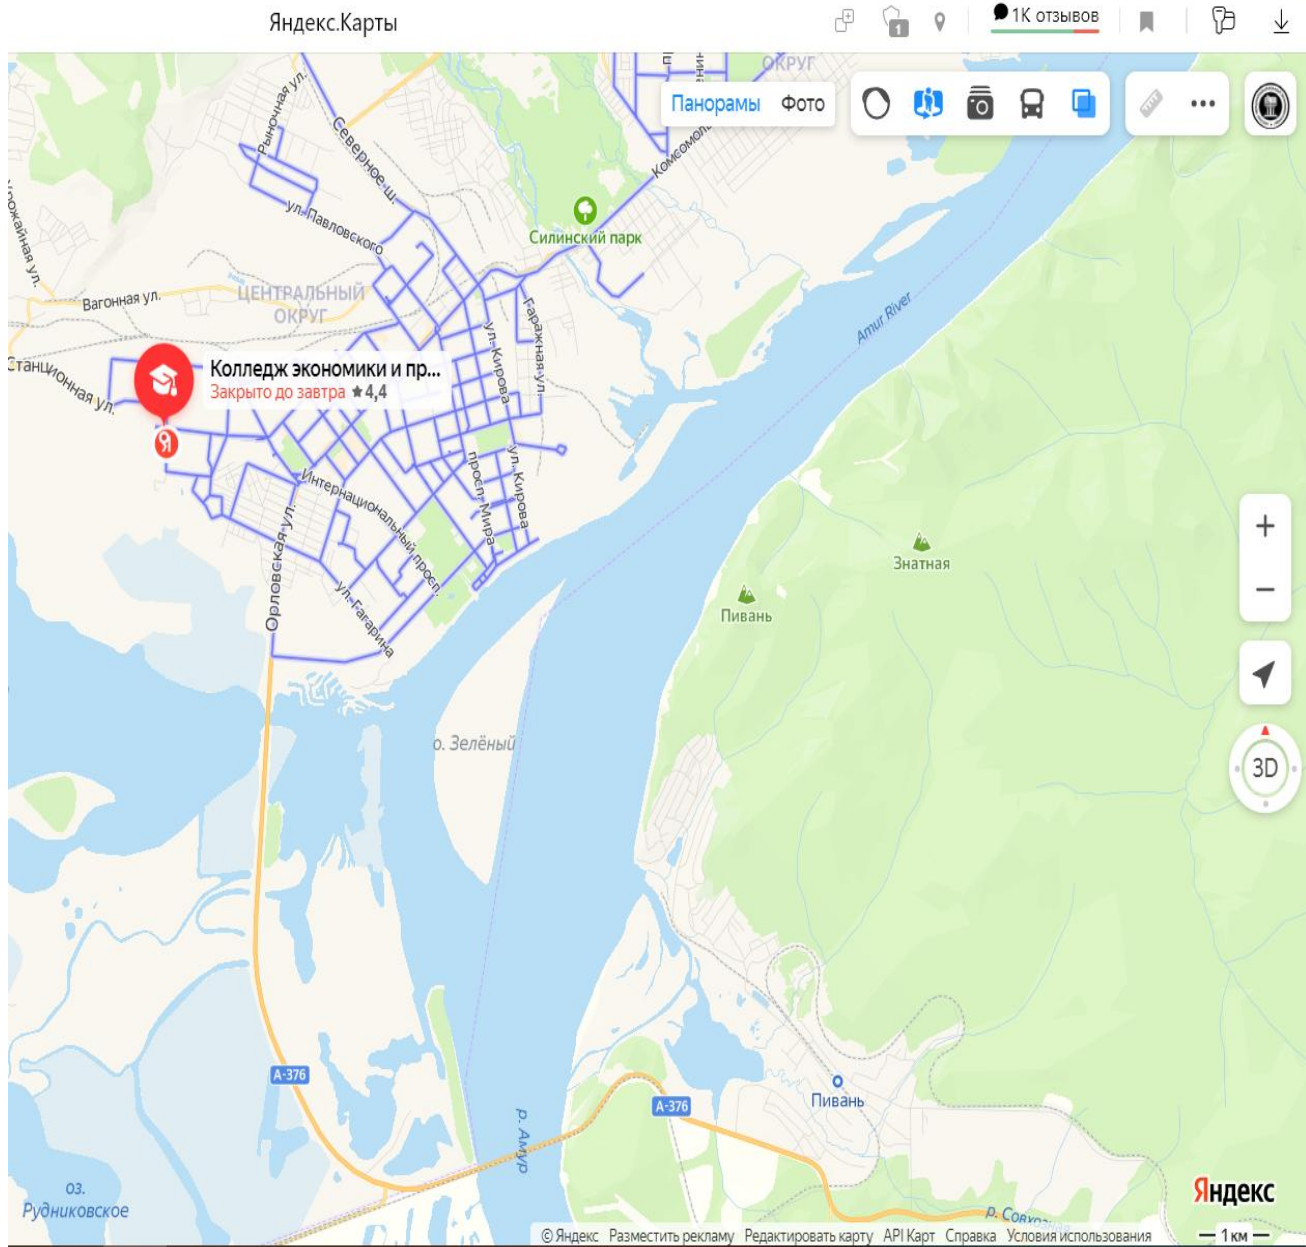 Яндекс.Карты
1
1K отзывов
ОКРУГ
Панорамы
Фото
Рыночная ул.
Северное ш.
Комсомол
ул. Павловского
Силинский парк
Вагонная ул.
ЦЕНТРАЛЬНЫЙ
ОКРУГ
ул. Кирова
Гаражная ул.
Amur River
Станционная ул.
Колледж экономики и пр...
Закрыто до завтра ★4,4
Я
Интернациональный просп.
просп. Мира
ул. Кирова
Орловская ул.
ул. Гагарина
Знатная
Пивань
о. Зелёный
3D
А-376
А-376
Пивань
р. Амур
оз.
Рудниковское
Яндекс
© Яндекс Разместить рекламу Редактировать карту API Карт Справка Условия использования
1 км